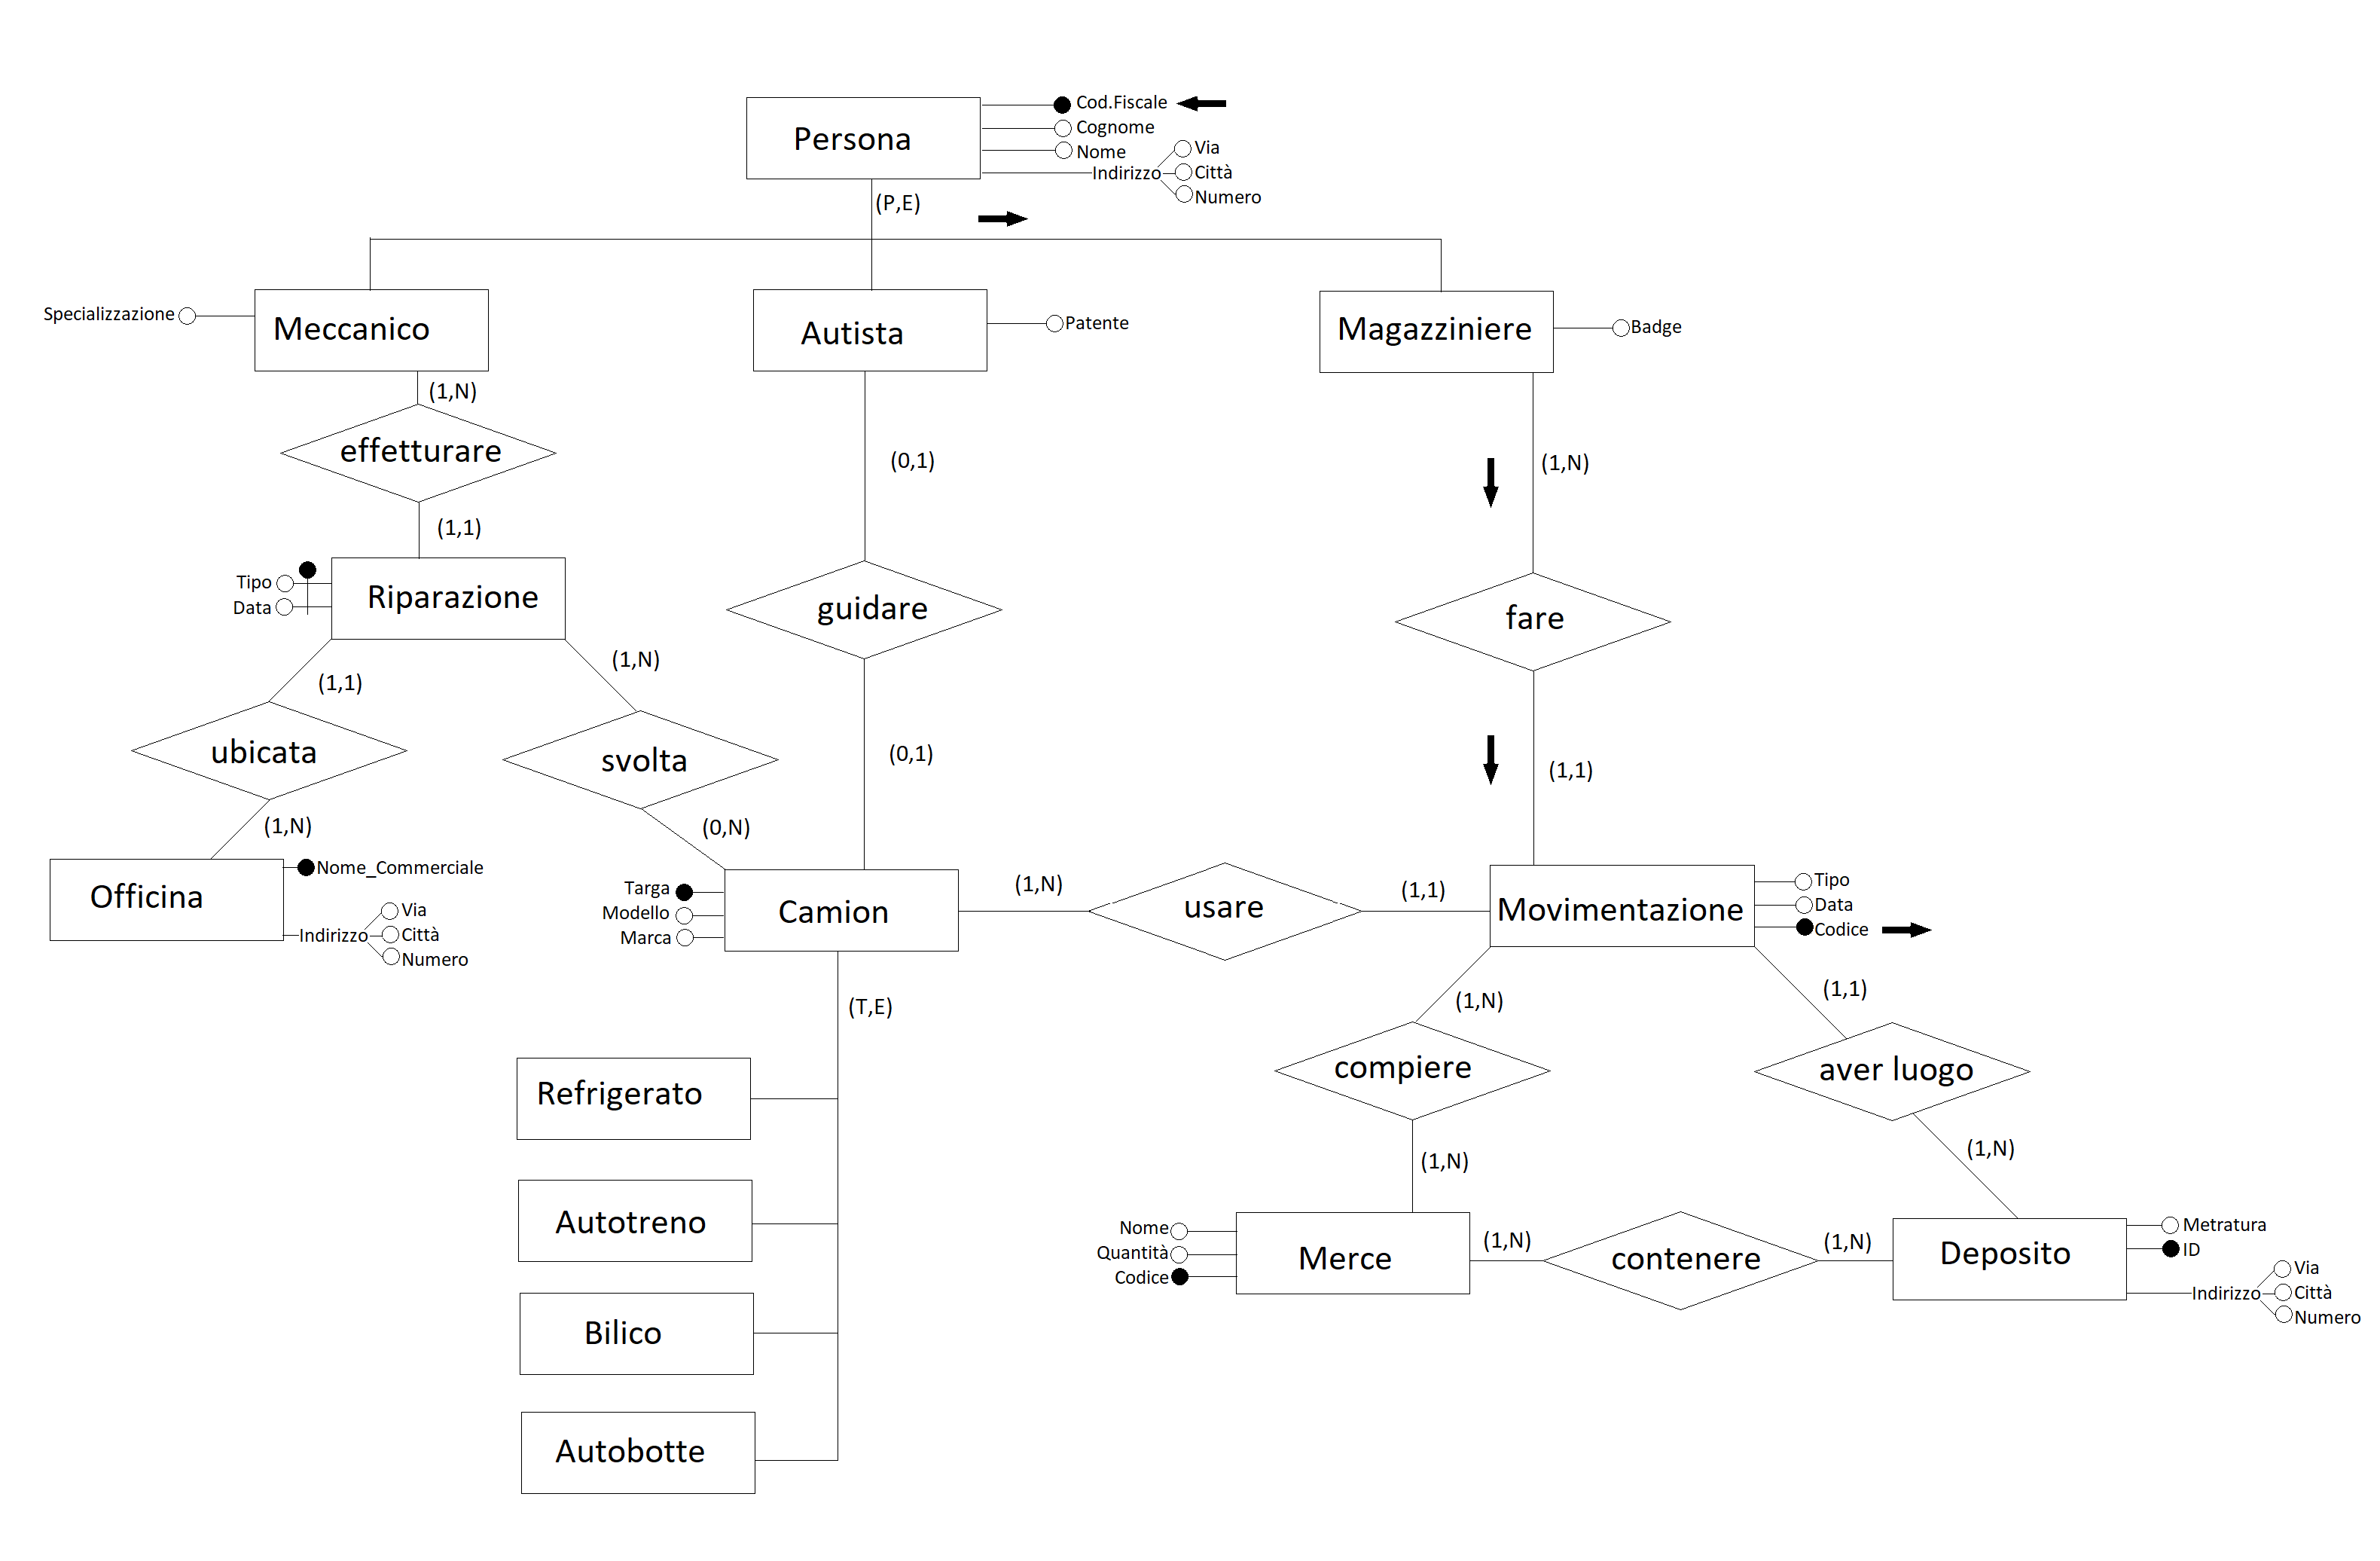 Persona
Cod.Fiscale
Cognome
Nome
Indirizzo
Via
Città
Numero
(P,E)
Specializzazione
Meccanico
Autista
Patente
Magazziniere
Badge
(1,N)
effetturare
(0,1)
(1,N)
(1,1)
Tipo
Data
Riparazione
guidare
fare
(1,1)
(1,N)
ubicata
svolta
(0,1)
(1,1)
(1,N)
(0,N)
Officina
Nome_Commerciale
Indirizzo
Via
Città
Numero
Targa
Modello
Marca
Camion
(1,N)
usare
(1,1)
Movimentazione
Tipo
Data
Codice
(T,E)
(1,N)
(1,1)
Refrigerato
compiere
aver luogo
(1,N)
(1,N)
Autotreno
Nome
Quantità
Codice
Merce
(1,N)
contenere
(1,N)
Deposito
Metratura
ID
Indirizzo
Via
Città
Numero
Bilico
Autobotte